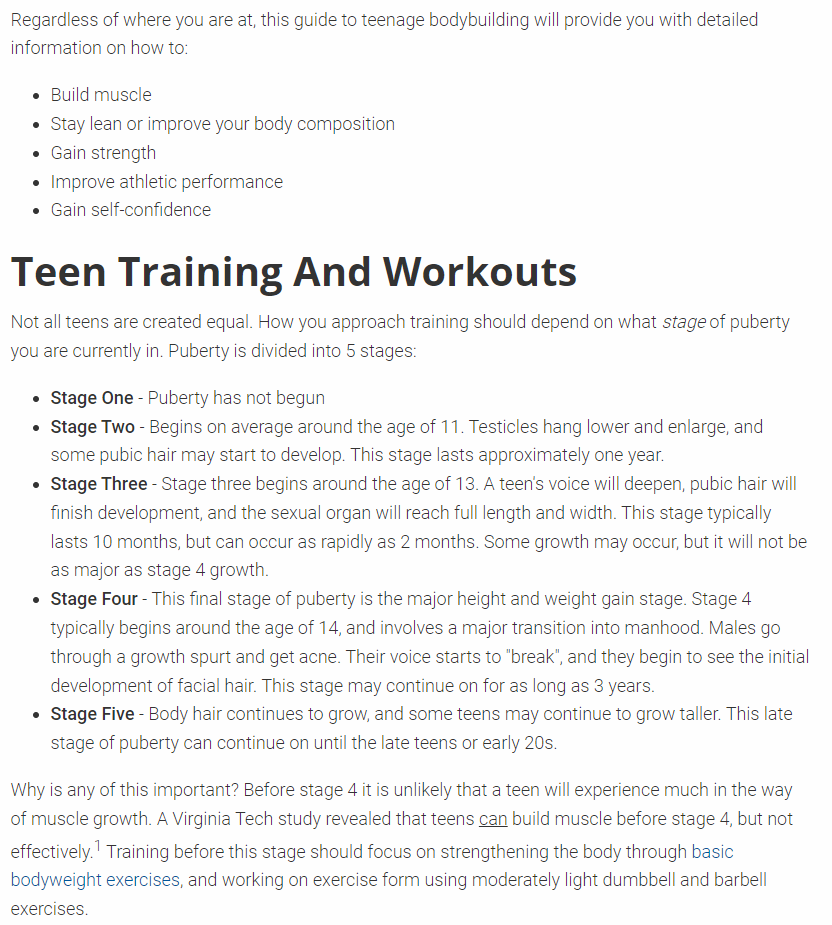 Regardless of where you are at, this guide to teenage bodybuilding will provide you with detailed
information on how to:
• Build muscle
• Stay lean or improve your body composition
• Gain strength
• Improve athletic performance
• Gain self-confidence
Teen Training And Workouts
Not all teens are created equal. How you approach training should depend on what stage of puberty
you are currently in. Puberty is divided into 5 stages:
• Stage One - Puberty has not begun
• Stage Two - Begins on average around the age of 11. Testicles hang lower and enlarge, and
some pubic hair may start to develop. This stage lasts approximately one year.
• Stage Three - Stage three begins around the age of 13. A teen's voice will deepen, pubic hair will
finish development, and the sexual organ will reach full length and width. This stage typically
lasts 10 months, but can occur as rapidly as 2 months. Some growth may occur, but it will not be
as major as stage 4 growth.
• Stage Four - This final stage of puberty is the major height and weight gain stage. Stage 4
typically begins around the age of 14, and involves a major transition into manhood. Males go
through a growth spurt and get acne. Their voice starts to "break", and they begin to see the initial
development of facial hair. This stage may continue on for as long as 3 years.
• Stage Five - Body hair continues to grow, and some teens may continue to grow taller. This late
stage of puberty can continue on until the late teens or early 20s.
Why is any of this important? Before stage 4 it is unlikely that a teen will experience much in the way
of muscle growth. A Virginia Tech study revealed that teens can build muscle before stage 4, but not
effectively.1 Training before this stage should focus on strengthening the body through basic
bodyweight exercises, and working on exercise form using moderately light dumbbell and barbell
exercises.